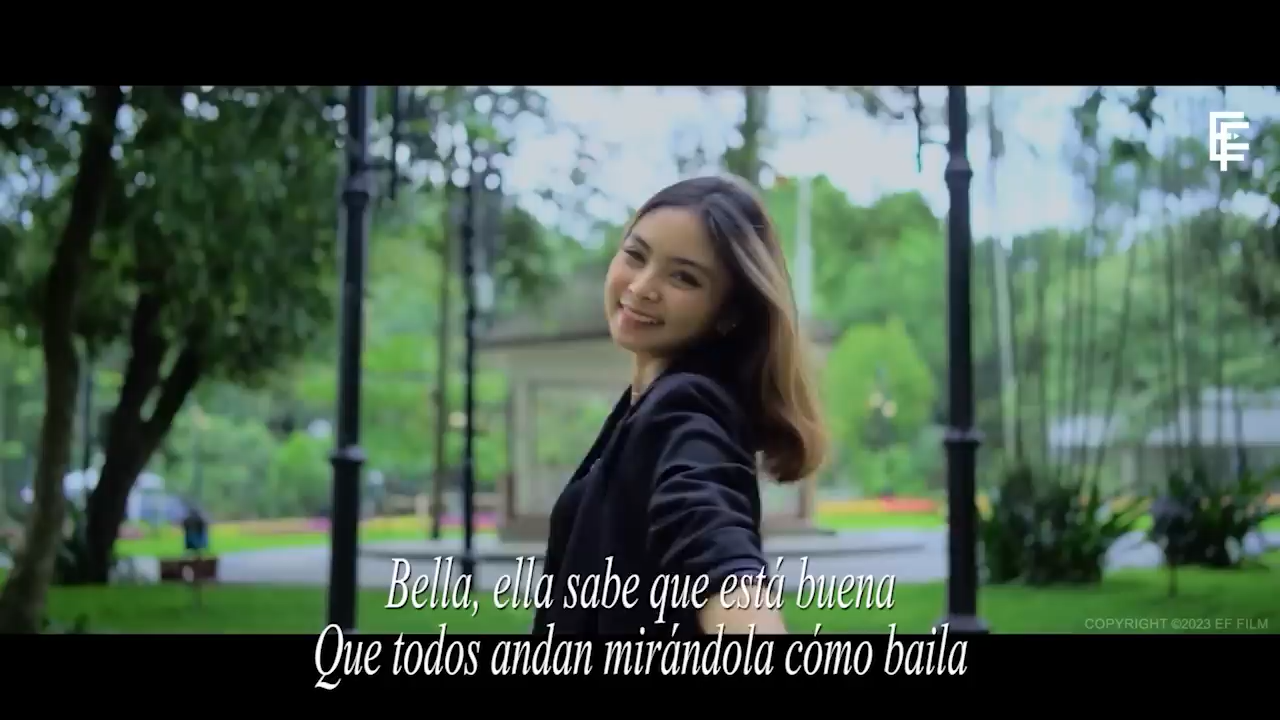 EF
COPYRIGHT ©2023 EF FILM
Bella, ella sabe que está buena
Que todos andan mirándola cómo baila